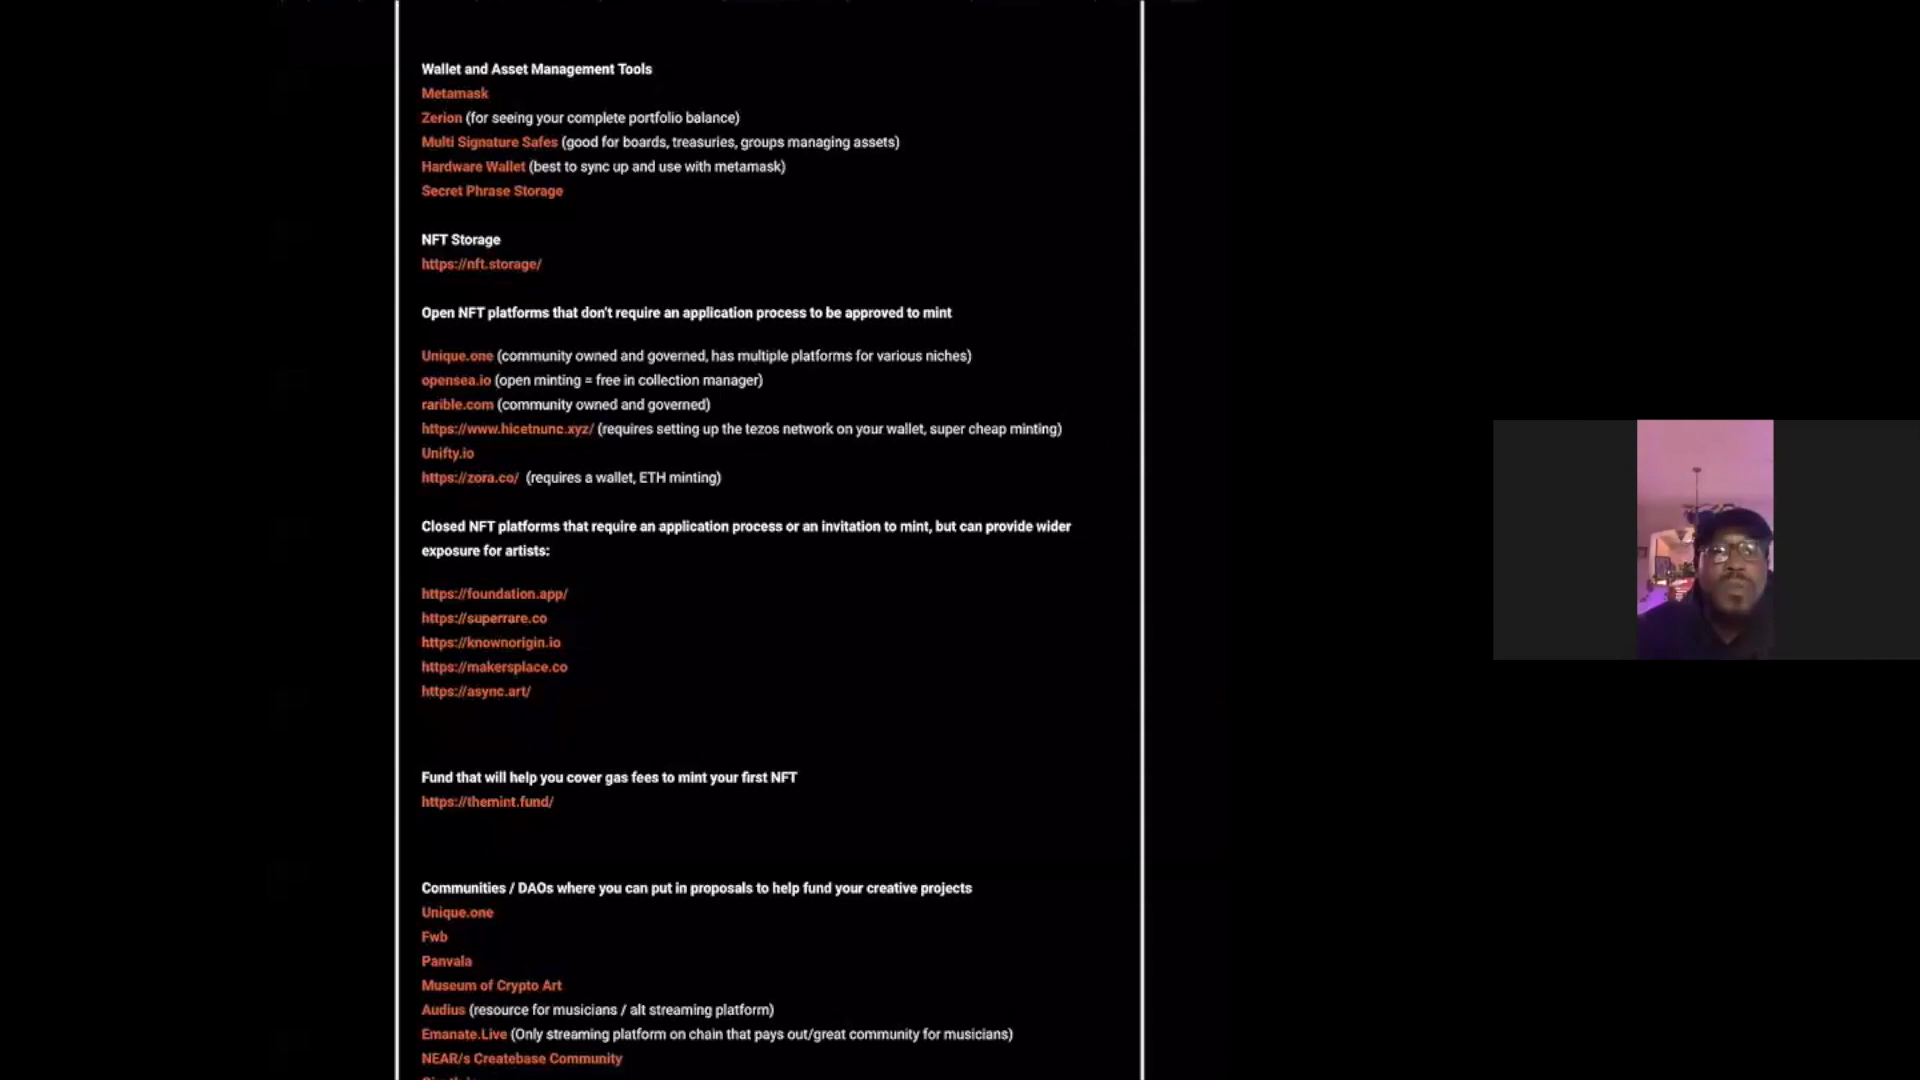 Wallet and Asset Management Tools
Metamask
Zerion (for seeing your complete portfolio balance)
Multi Signature Safes (good for boards, treasuries, groups managing assets)
Hardware Wallet (best to sync up and use with metamask)
Secret Phrase Storage
NFT Storage
https://nft.storage/
Open NFT platforms that don't require an application process to be approved to mint
Unique.one (community owned and governed, has multiple platforms for various niches)
opensea.io (open minting = free in collection manager)
rarible.com (community owned and governed)
https://www.hicetnunc.xyz/ (requires setting up the tezos network on your wallet, super cheap minting)
Unifty.io
https://zora.co/ (requires a wallet, ETH minting)
Closed NFT platforms that require an application process or an invitation to mint, but can provide wider
exposure for artists:
https://foundation.app/
https://superrare.co
https://knownorigin.io
https://makersplace.co
https://async.art/
Fund that will help you cover gas fees to mint your first NFT
https://themint.fund/
Communities / DAOs where you can put in proposals to help fund your creative projects
Unique.one
Fwb
Panvala
Museum of Crypto Art
Audius (resource for musicians / alt streaming platform)
Emanate.Live (Only streaming platform on chain that pays out/great community for musicians)
NEAR/s Createbase Community